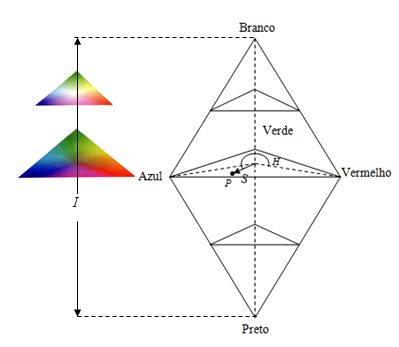 Branco
Verde
H
Azul
P
S
Vermelho
I
Preto